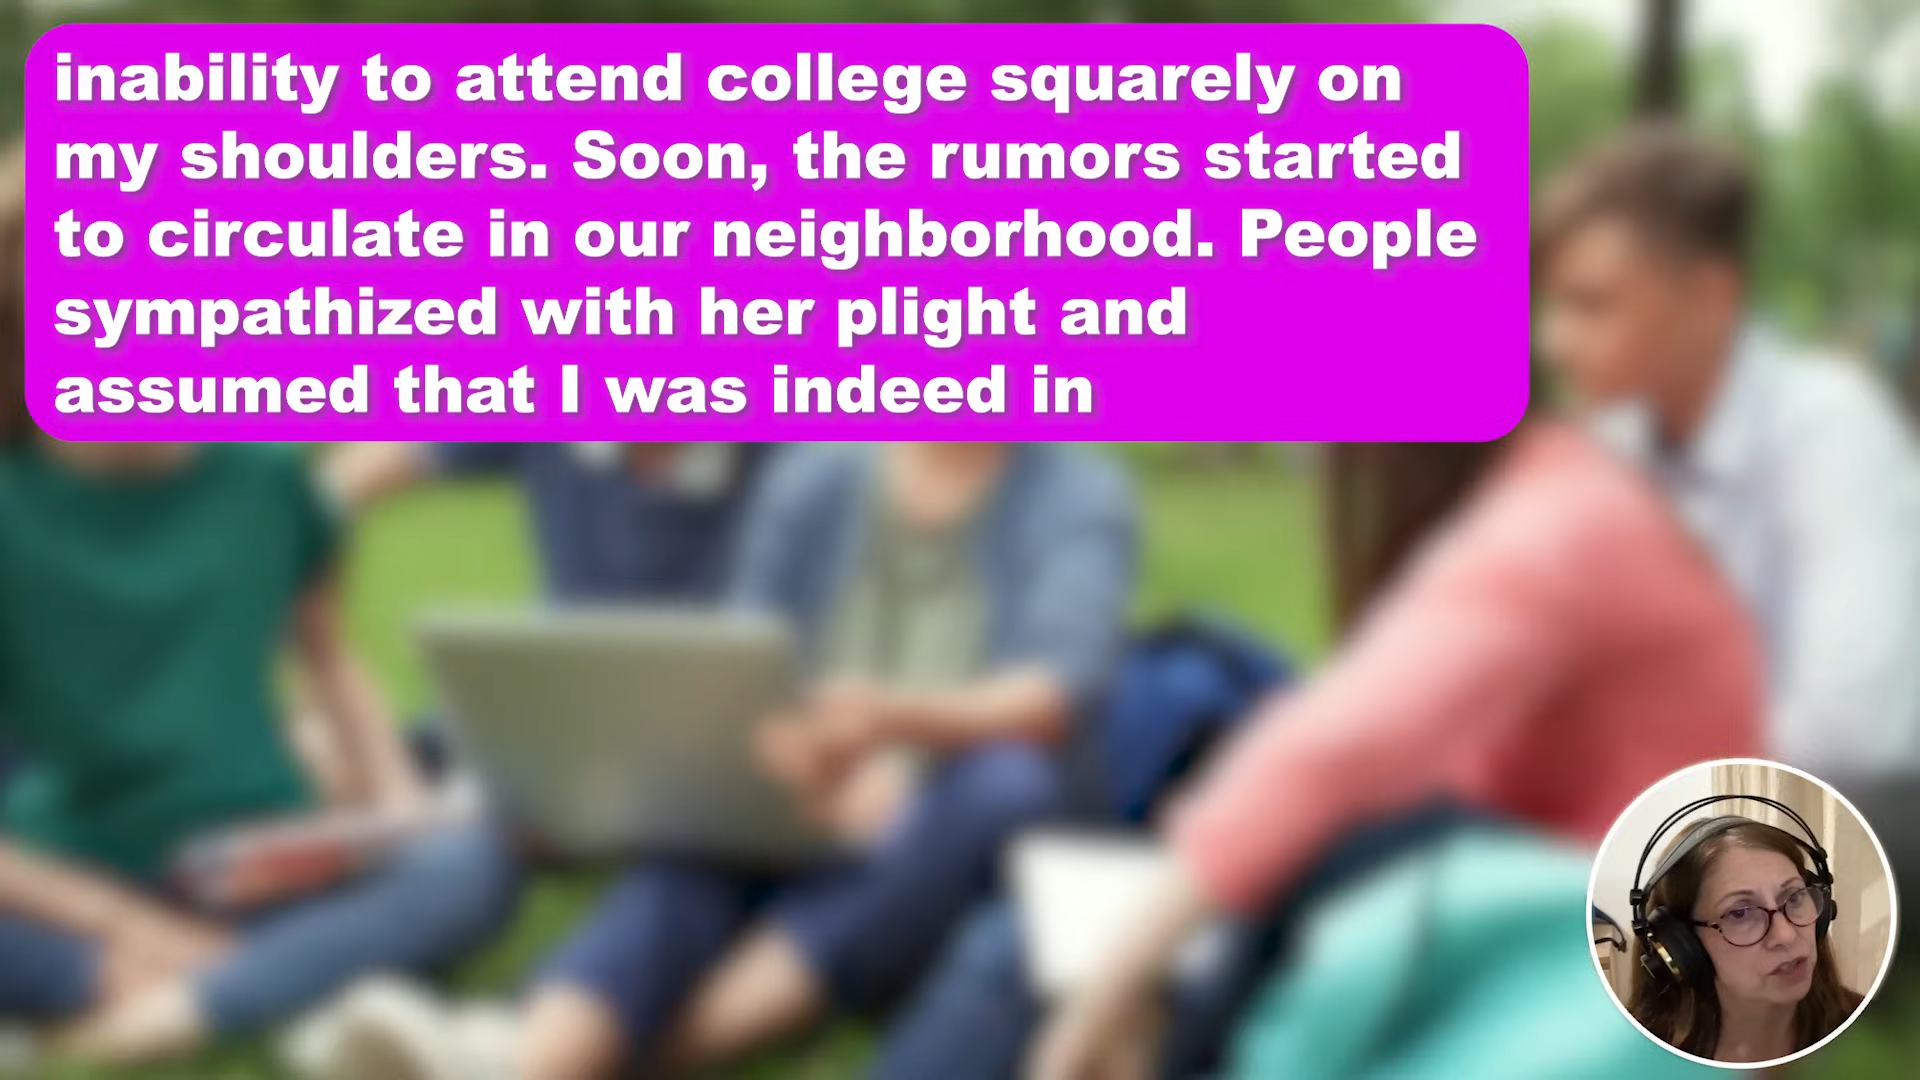 inability to attend college squarely on
my shoulders. Soon, the rumors started
to circulate in our neighborhood. People
sympathized with her plight and
assumed that I was indeed in